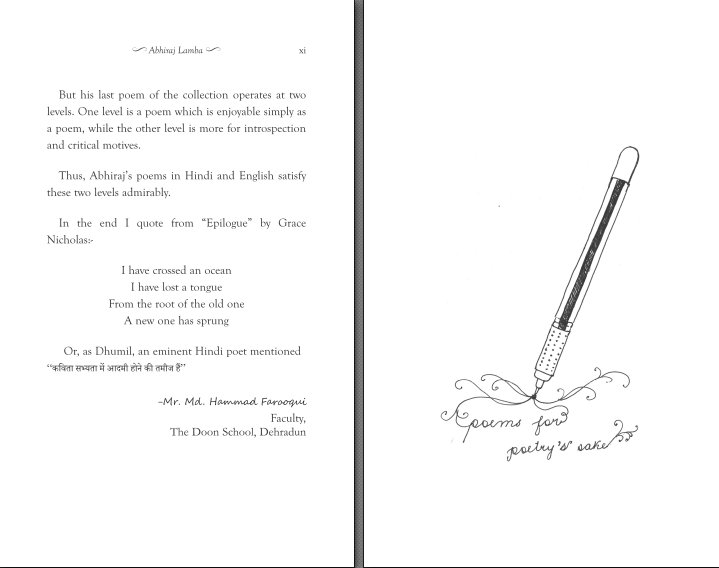 Abhiraj Lamba xi
But his last poem of the collection operates at two
levels. One level is a poem which is enjoyable simply as
a poem, while the other level is more for introspection
and critical motives.
Thus, Abhiraj's poems in Hindi and English satisfy
these two levels admirably.
In the end I quote from “Epilogue” by Grace
Nicholas:-
I have crossed an ocean
I have lost a tongue
From the root of the old one
A new one has sprung
Or, as Dhumil, an eminent Hindi poet mentioned
“कविता सभ्यता में आदमी होने की तमीज हैं”
-Mr. Md. Hammad Farooqui
Faculty,
The Doon School, Dehradun
poems for
poetry's sake